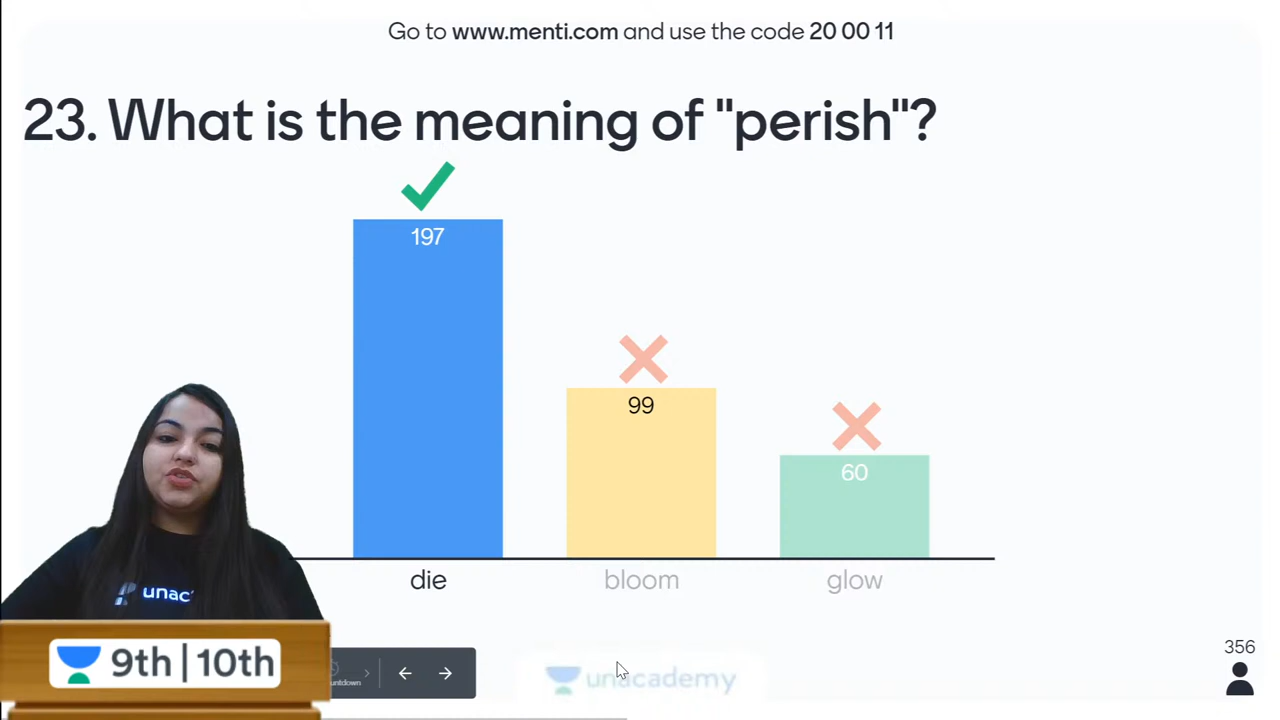 Go to www.menti.com and use the code 20 00 11
23. What is the meaning of "perish"?
197
99
60
die
bloom
glow
unac
9th | 10th
unacademy
356